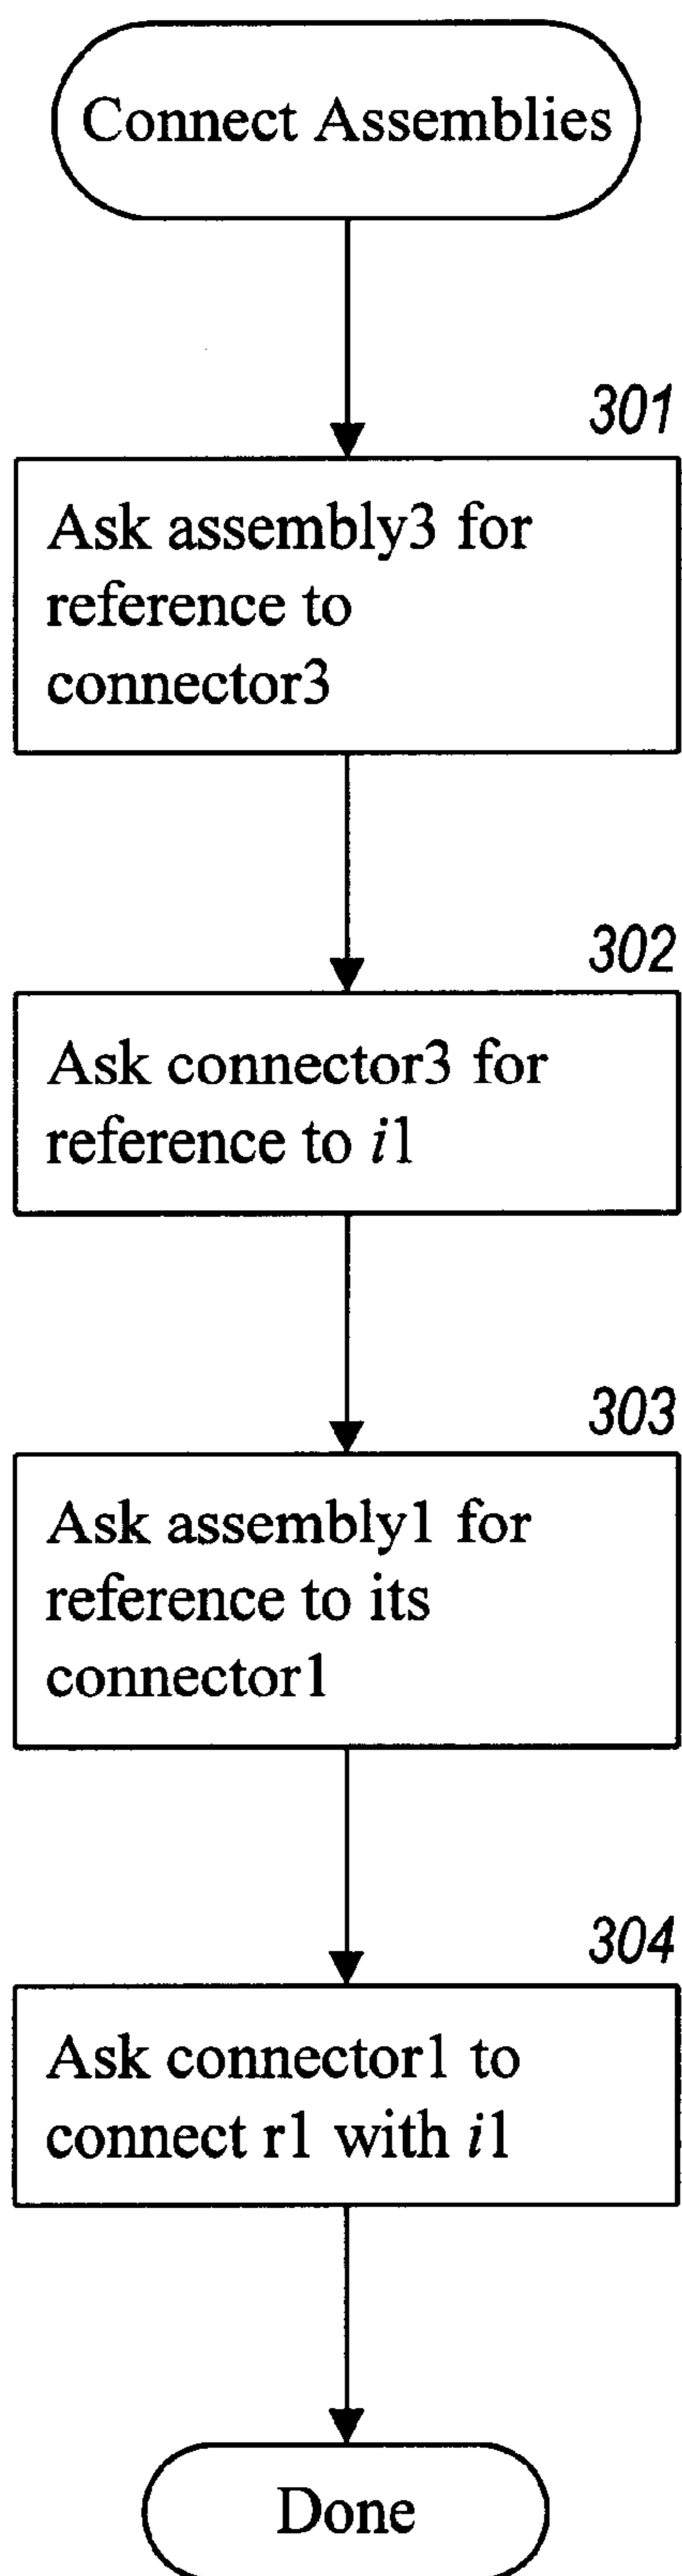 Connect Assemblies
301
Ask assembly3 for
reference to
connector3
302
Ask connector3 for
reference to i1
303
Ask assembly1 for
reference to its
connector1
304
Ask connector1 to
connect r1 with i1
Done